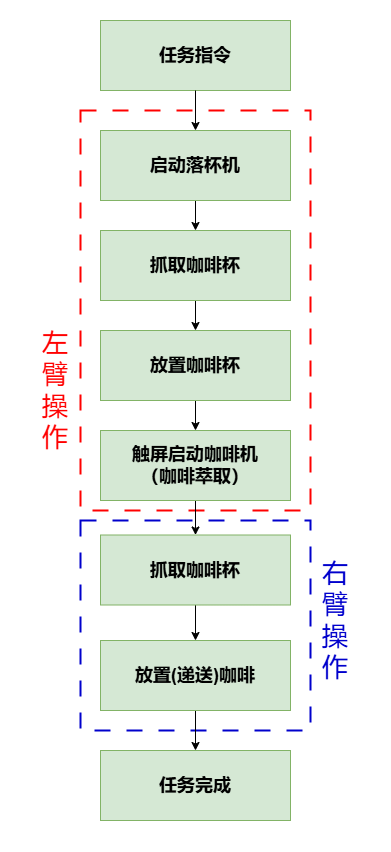 任务指令
启动落杯机
抓取咖啡杯
放置咖啡杯
触屏启动咖啡机
（咖啡萃取）
左臂操作
抓取咖啡杯
放置(递送)咖啡
右臂操作
任务完成